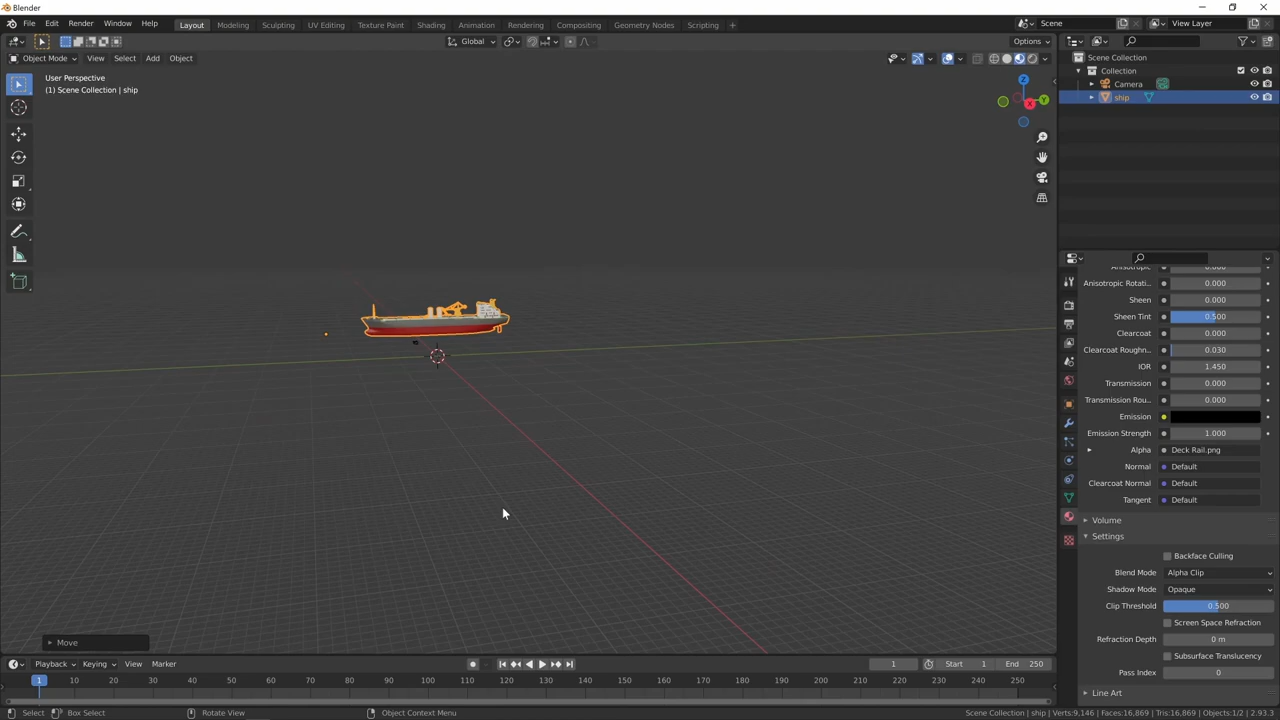 Blender
File Edit Render Window Help Layout Modeling Sculpting UV Editing Texture Paint Shading Animation Rendering Compositing Geometry Nodes Scripting + Scene View Layer
Global Options
Object Mode View Select Add Object
User Perspective
(1) Scene Collection | ship
Z
Y
X
Scene Collection
Collection
Camera
ship
Anisotropic 0.000
Anisotropic Rotati... 0.000
Sheen 0.000
Sheen Tint 0.500
Clearcoat 0.000
Clearcoat Roughn... 0.030
IOR 1.450
Transmission 0.000
Transmission Rou... 0.000
Emission
Emission Strength 1.000
Alpha Deck Rail.png
Normal Default
Clearcoat Normal Default
Tangent Default
Volume
Settings
Backface Culling
Blend Mode Alpha Clip
Shadow Mode Opaque
Clip Threshold 0.500
Screen Space Refraction
Refraction Depth 0 m
Subsurface Translucency
Pass Index 0
Line Art
Move
Playback Keying View Marker 1 Start 1 End 250
1 10 20 30 40 50 60 70 80 90 100 110 120 130 140 150 160 170 180 190 200 210 220 230 240 250
Select Box Select Rotate View Object Context Menu Scene Collection | ship | Verts:9,146 | Faces:16,869 | Tris:16,869 | Objects:1/2 | 2.93.3